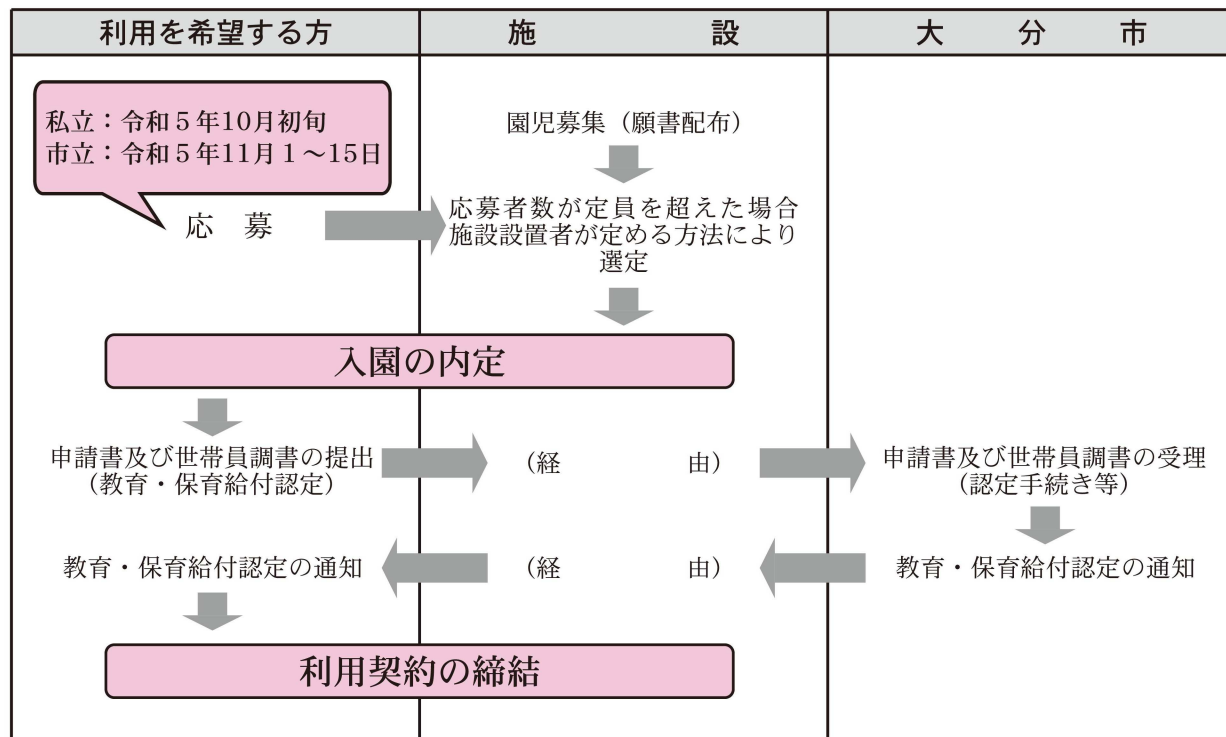 利用を希望する方
施設
大分市
私立：令和５年10月初旬
市立：令和５年11月１～15日
応募
園児募集（願書配布）
応募者数が定員を超えた場合
施設設置者が定める方法により
選定
入園の内定
申請書及び世帯員調書の提出
（教育・保育給付認定）
（経由）
申請書及び世帯員調書の受理
（認定手続き等）
教育・保育給付認定の通知
（経由）
教育・保育給付認定の通知
利用契約の締結